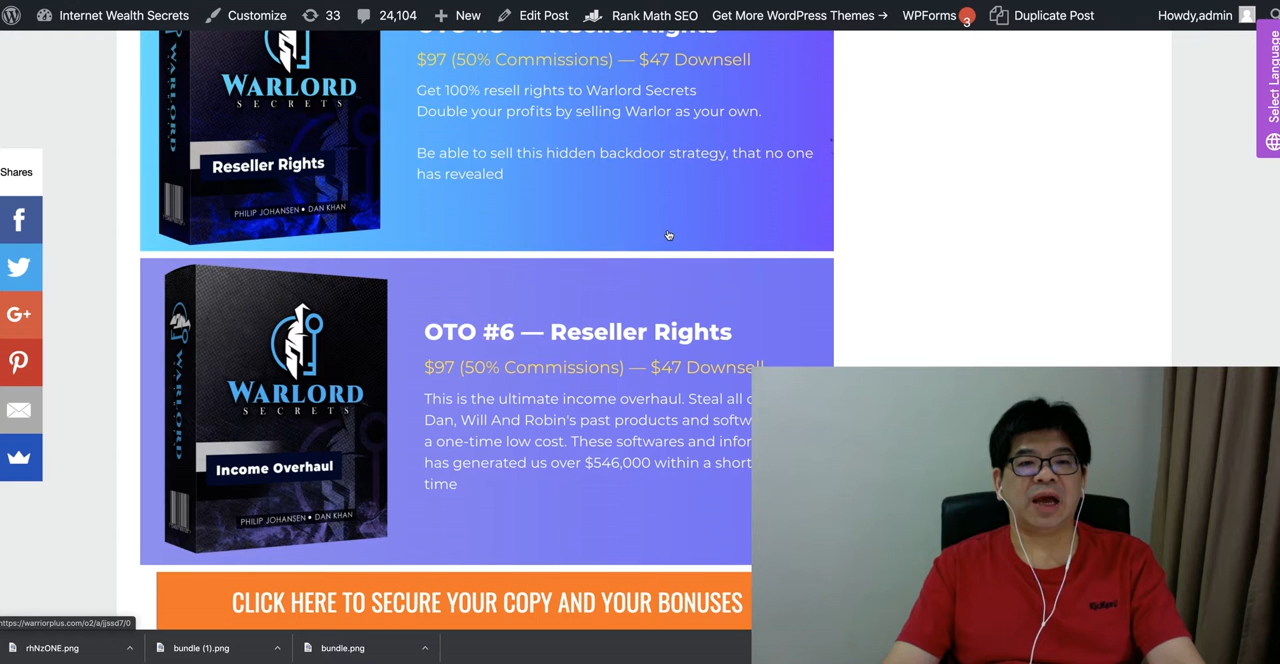 Internet Wealth Secrets Customize 33 24,104 New Edit Post Rank Math SEO Get More WordPress Themes → WPForms 3 Duplicate Post Howdy,admin
Select Language
Shares
$97 (50% Commissions) — $47 Downsell
Get 100% resell rights to Warlord Secrets
Double your profits by selling Warlor as your own.
Be able to sell this hidden backdoor strategy, that no one
has revealed
WARLORD
WARLORD
SECRETS
Reseller Rights
PHILIP JOHANSEN • DAN KHAN
OTO #6 — Reseller Rights
$97 (50% Commissions) — $47 Downsell
This is the ultimate income overhaul. Steal all
Dan, Will And Robin's past products and
a one-time low cost. These softwares and
has generated us over $546,000 within a short
time
WARLORD
WARLORD
SECRETS
Income Overhaul
PHILIP JOHANSEN • DAN KHAN
CLICK HERE TO SECURE YOUR COPY AND YOUR BONUSES
https://warriorplus.com/o2/a/jjssd7/0
rhNzONE.png bundle (1).png bundle.png